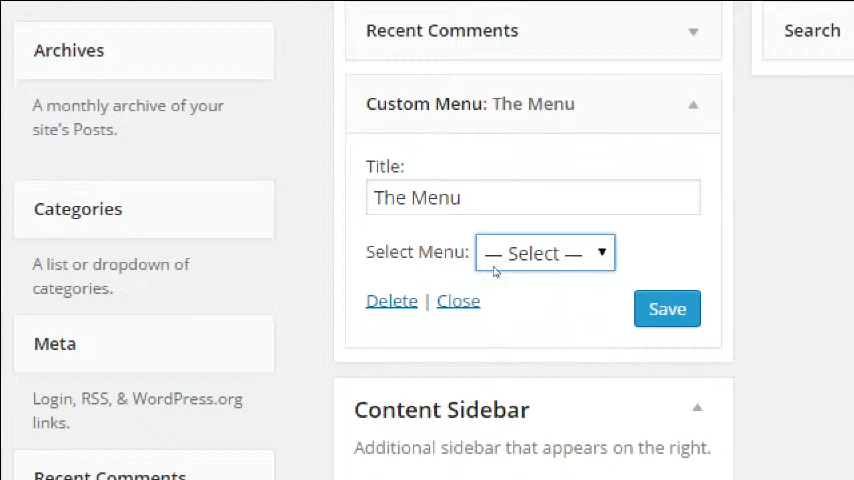 Archives
A monthly archive of your
site's Posts.
Categories
A list or dropdown of
categories.
Meta
Login, RSS, & WordPress.org
links.
Recent Comments
Recent Comments
Custom Menu: The Menu
Title:
The Menu
Select Menu: — Select —
Delete | Close
Save
Content Sidebar
Additional sidebar that appears on the right.
Search